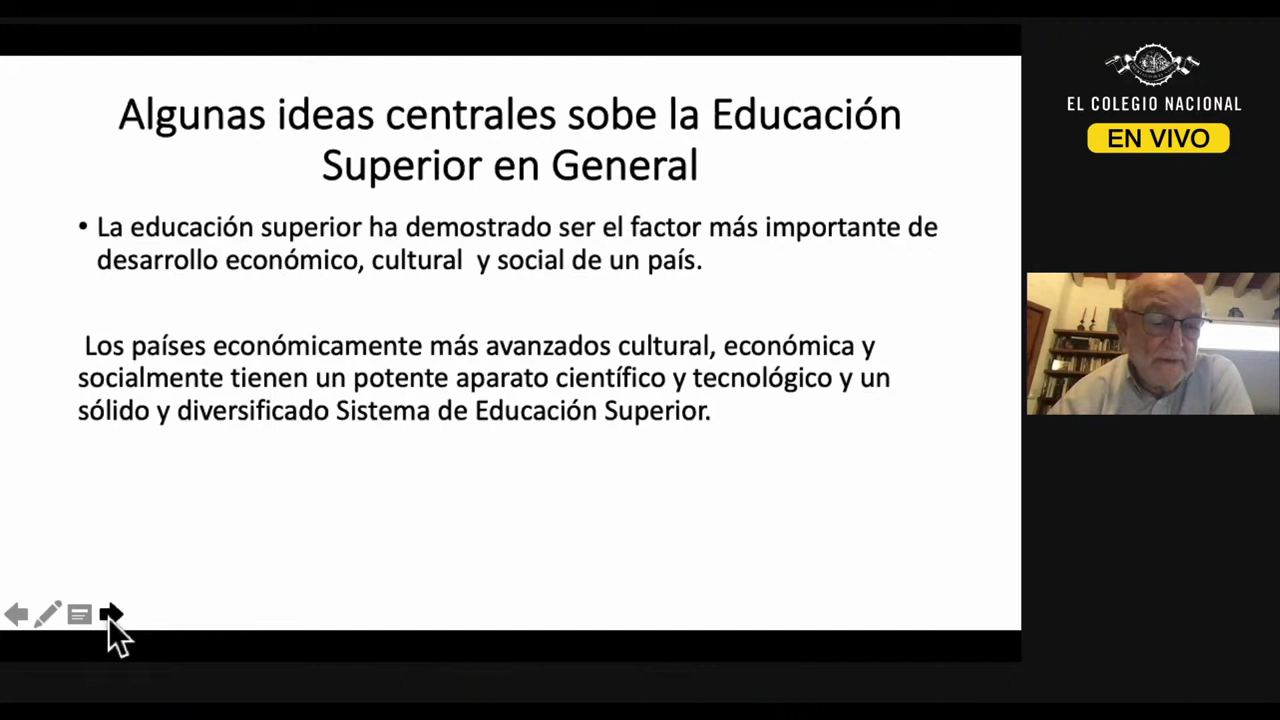 Algunas ideas centrales sobe la Educación
Superior en General
• La educación superior ha demostrado ser el factor más importante de
desarrollo económico, cultural y social de un país.
Los países económicamente más avanzados cultural, económica y
socialmente tienen un potente aparato científico y tecnológico y un
sólido y diversificado Sistema de Educación Superior.
EL COLEGIO NACIONAL
EN VIVO